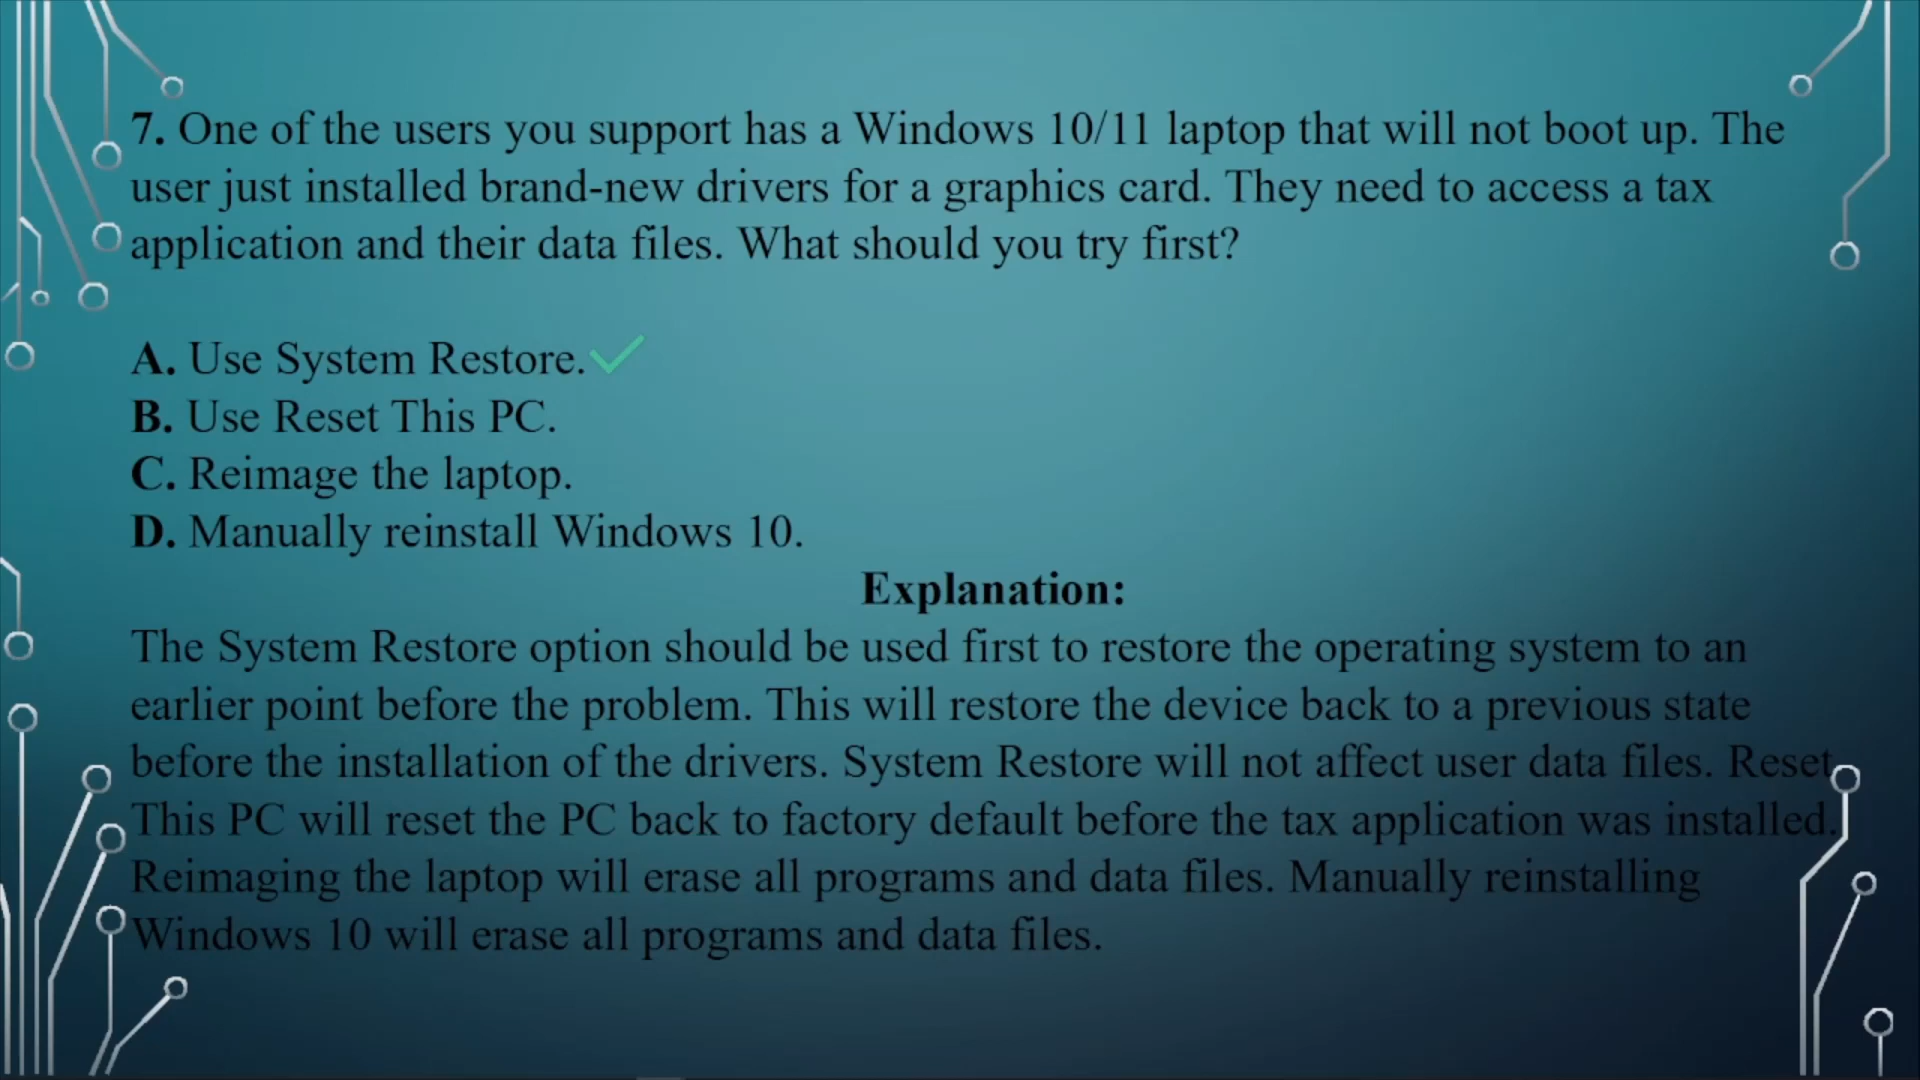 7. One of the users you support has a Windows 10/11 laptop that will not boot up. The
user just installed brand-new drivers for a graphics card. They need to access a tax
application and their data files. What should you try first?
A. Use System Restore.
B. Use Reset This PC.
C. Reimage the laptop.
D. Manually reinstall Windows 10.
Explanation:
The System Restore option should be used first to restore the operating system to an
earlier point before the problem. This will restore the device back to a previous state
before the installation of the drivers. System Restore will not affect user data files. Reset
This PC will reset the PC back to factory default before the tax application was installed.
Reimaging the laptop will erase all programs and data files. Manually reinstalling
Windows 10 will erase all programs and data files.